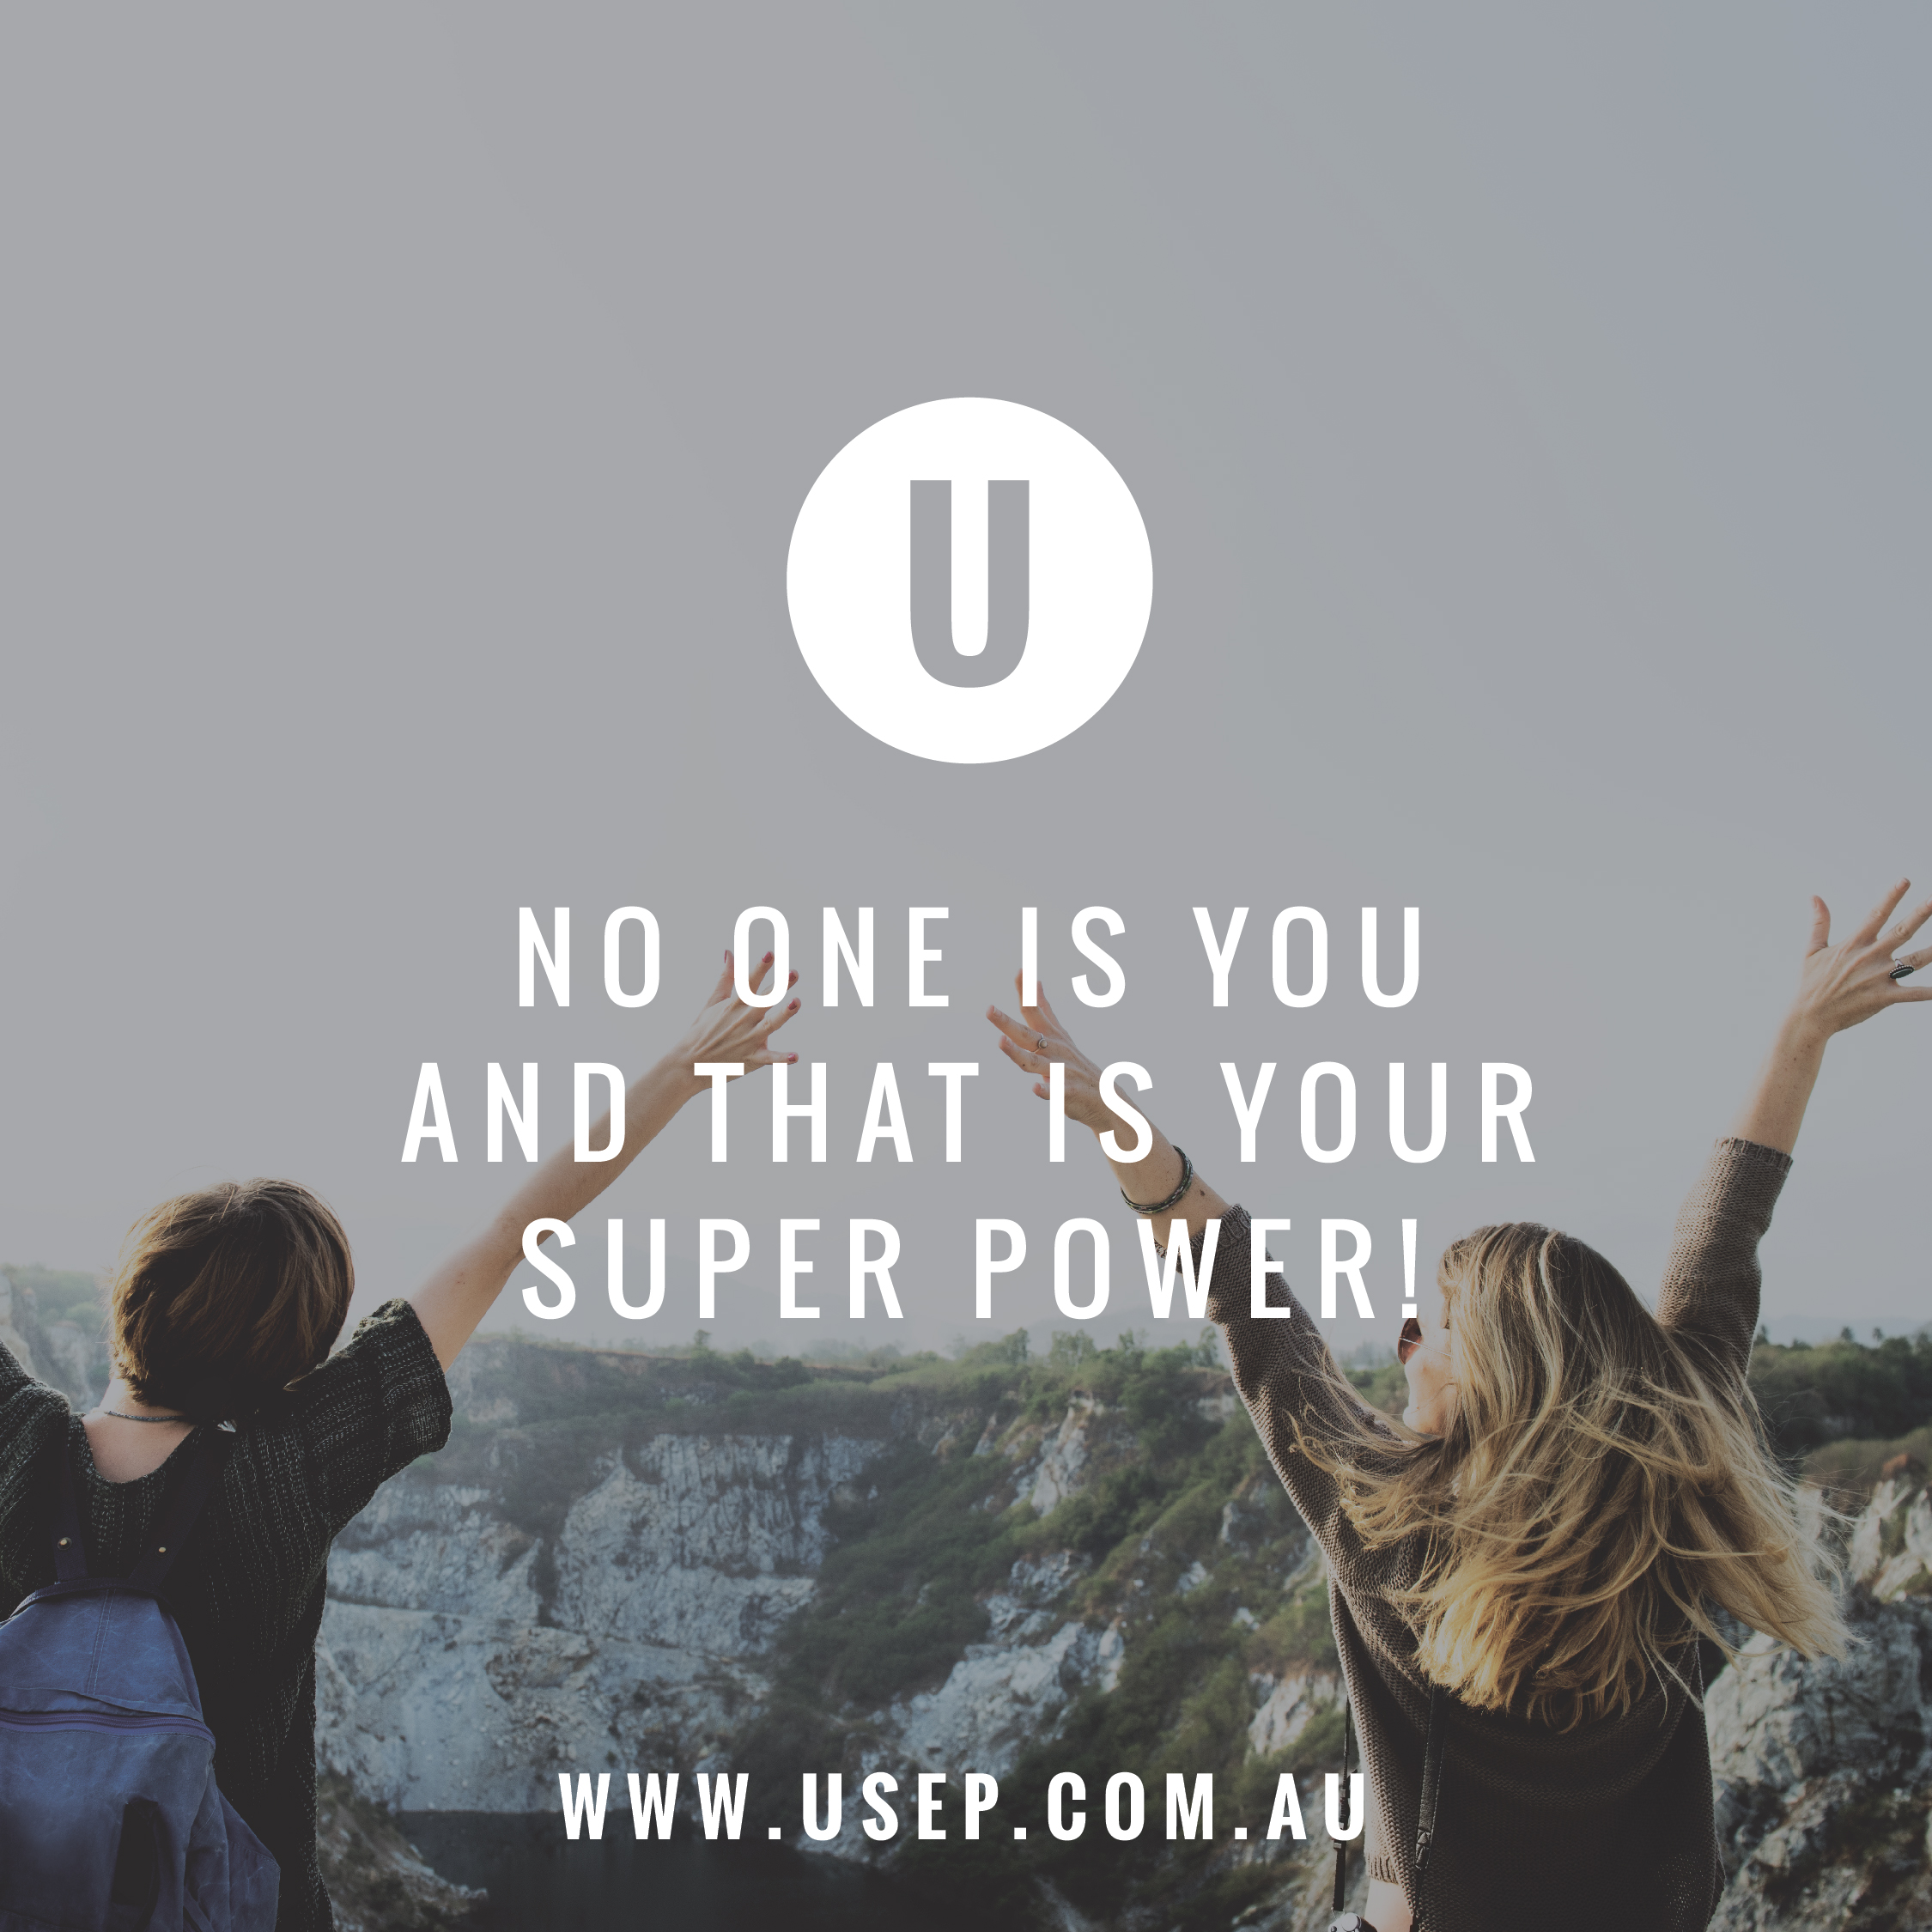 U
NO ONE IS YOU
AND THAT IS YOUR
SUPER POWER!
WWW.USEP.COM.AU